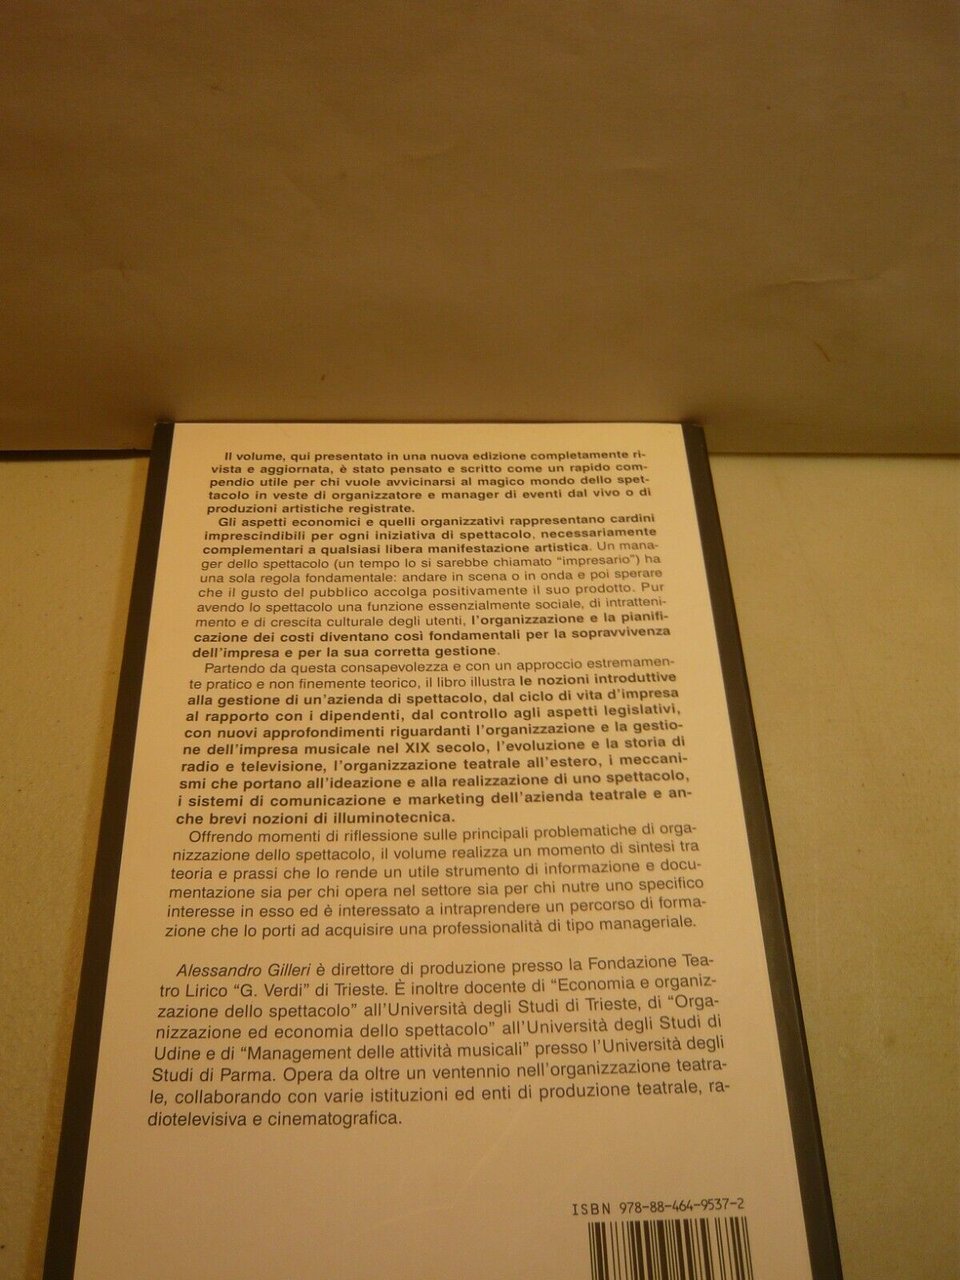 Il volume, qui presentato in una nuova edizione completamente ri-
vista e aggiornata, è stato pensato e scritto come un rapido com-
pendio utile per chi vuole avvicinarsi al magico mondo dello spet-
tacolo in veste di organizzatore e manager di eventi dal vivo o di
produzioni artistiche registrate.
Gli aspetti economici e quelli organizzativi rappresentano cardini
imprescindibili per ogni iniziativa di spettacolo, necessariamente
complementari a qualsiasi libera manifestazione artistica. Un mana-
ger dello spettacolo (un tempo lo si sarebbe chiamato "impresario") ha
una sola regola fondamentale: andare in scena o in onda e poi sperare
che il gusto del pubblico accolga positivamente il suo prodotto. Pur
avendo lo spettacolo una funzione essenzialmente sociale, di intratteni-
mento e di crescita culturale degli utenti, l'organizzazione e la pianifi-
cazione dei costi diventano così fondamentali per la sopravvivenza
dell'impresa e per la sua corretta gestione.
Partendo da questa consapevolezza e con un approccio estremamen-
te pratico e non finemente teorico, il libro illustra le nozioni introduttive
alla gestione di un'azienda di spettacolo, dal ciclo di vita d'impresa
al rapporto con i dipendenti, dal controllo agli aspetti legislativi,
con nuovi approfondimenti riguardanti l'organizzazione e la gestio-
ne dell'impresa musicale nel XIX secolo, l'evoluzione e la storia di
radio e televisione, l'organizzazione teatrale all'estero, i meccani-
smi che portano all'ideazione e alla realizzazione di uno spettacolo,
i sistemi di comunicazione e marketing dell'azienda teatrale e an-
che brevi nozioni di illuminotecnica.
Offrendo momenti di riflessione sulle principali problematiche di orga-
nizzazione dello spettacolo, il volume realizza un momento di sintesi tra
teoria e prassi che lo rende un utile strumento di informazione e docu-
mentazione sia per chi opera nel settore sia per chi nutre uno specifico
interesse in esso ed è interessato a intraprendere un percorso di forma-
zione che lo porti ad acquisire una professionalità di tipo manageriale.
Alessandro Gilleri è direttore di produzione presso la Fondazione Tea-
tro Lirico "G. Verdi" di Trieste. È inoltre docente di "Economia e organiz-
zazione dello spettacolo" all'Università degli Studi di Trieste, di "Orga-
nizzazione ed economia dello spettacolo" all'Università degli Studi di
Udine e di "Management delle attività musicali" presso l'Università degli
Studi di Parma. Opera da oltre un ventennio nell'organizzazione teatra-
le, collaborando con varie istituzioni ed enti di produzione teatrale, ra-
diotelevisiva e cinematografica.
ISBN 978-88-464-9537-2